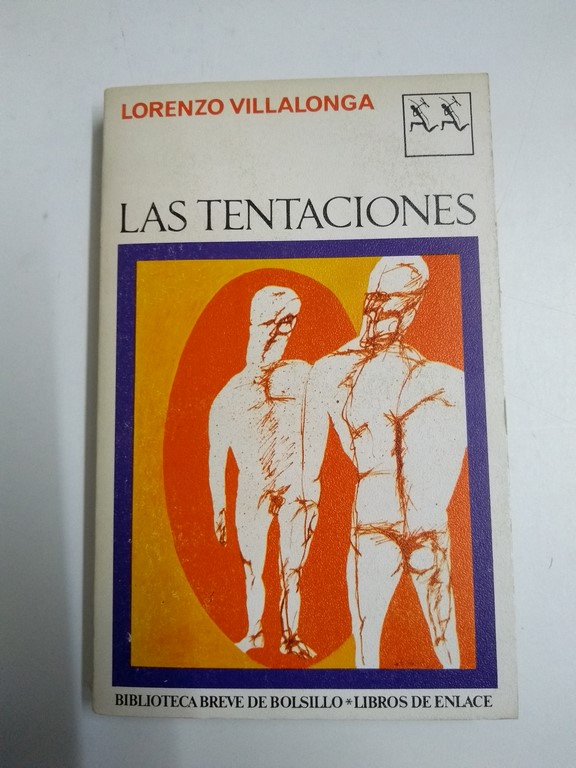 LORENZO VILLALONGA
LAS TENTACIONES
BIBLIOTECA BREVE DE BOLSILLO * LIBROS DE ENLACE